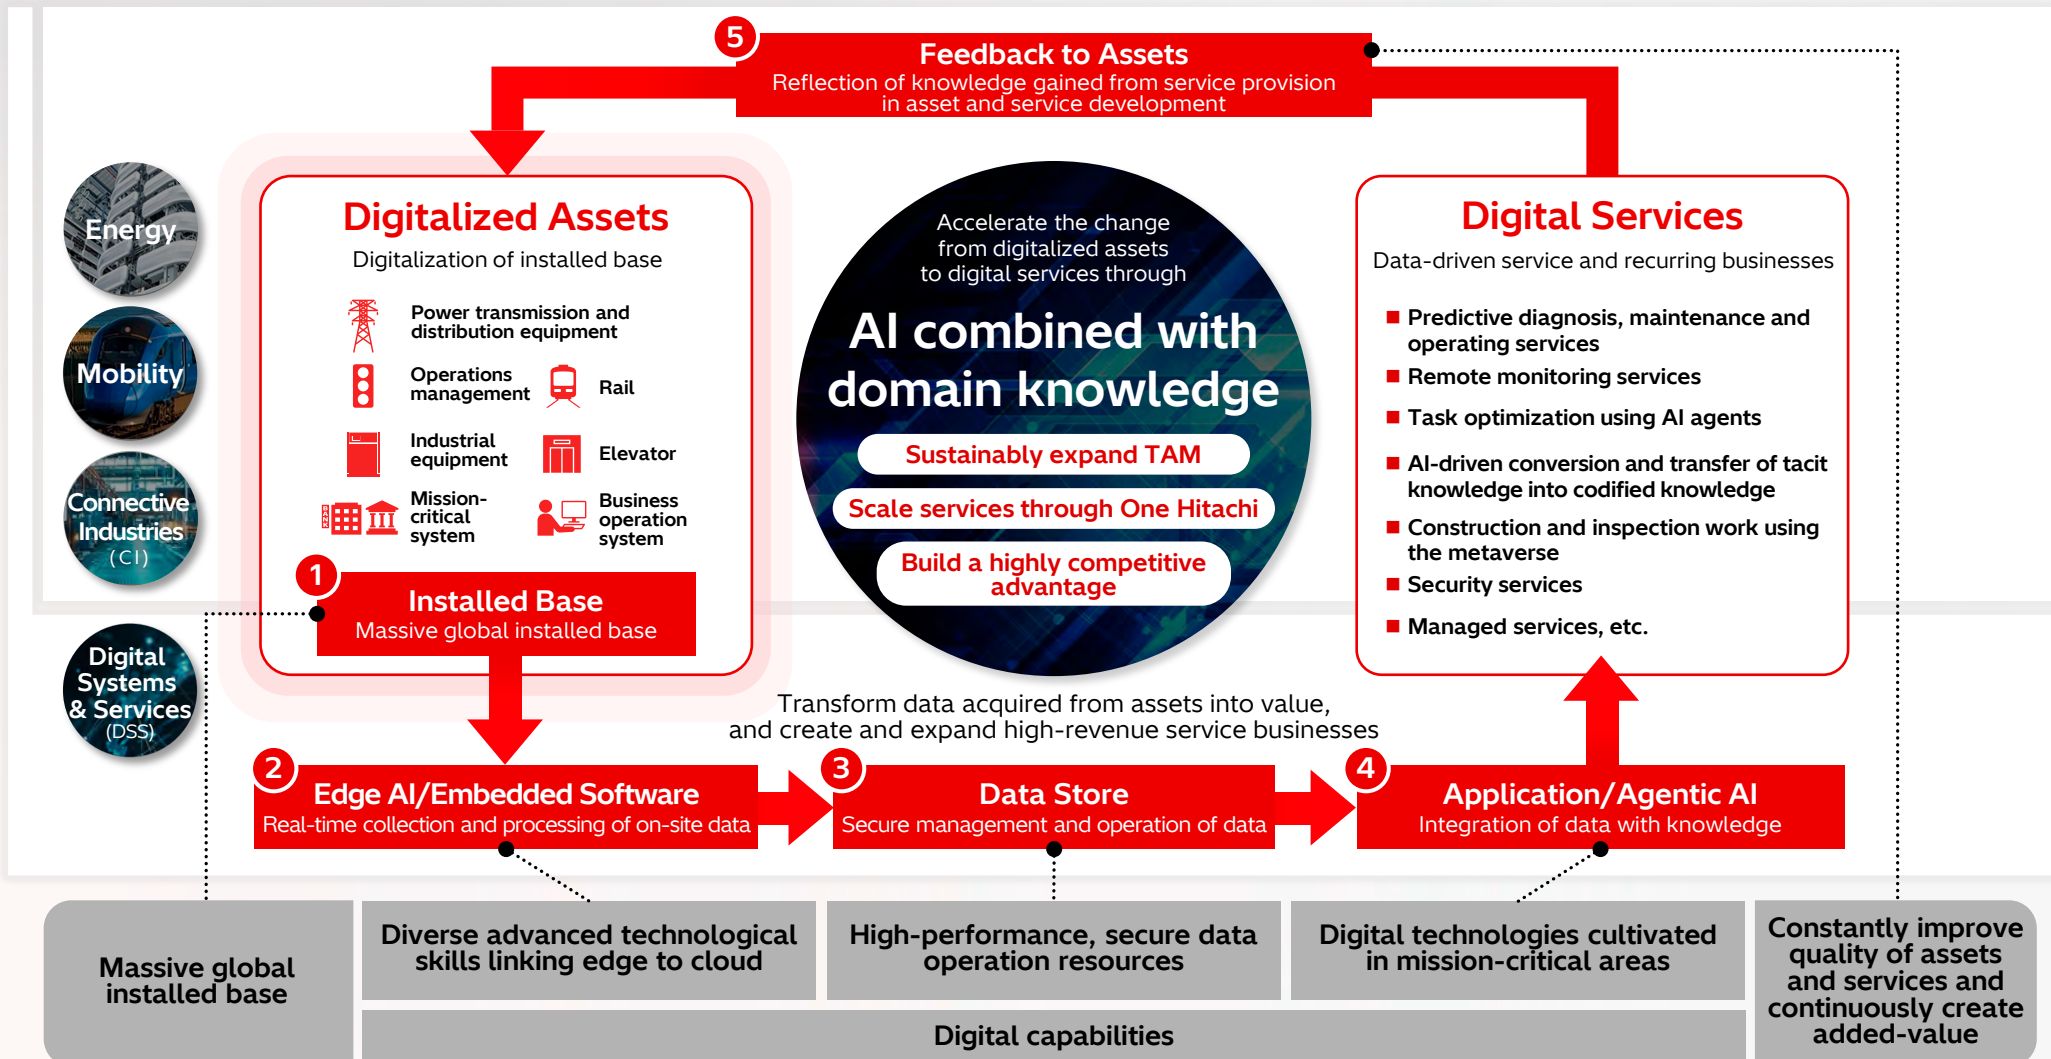 5
Feedback to Assets
Reflection of knowledge gained from service provision
in asset and service development
Energy
Mobility
Connective
Industries
(CI)
Digital
Systems
& Services
(DSS)
Digitalized Assets
Digitalization of installed base
Power transmission and
distribution equipment
Operations
management
Rail
Industrial
equipment
Elevator
BANK
Mission-
critical
system
Business
operation
system
1
Installed Base
Massive global installed base
Accelerate the change
from digitalized assets
to digital services through
AI combined with
domain knowledge
Sustainably expand TAM
Scale services through One Hitachi
Build a highly competitive
advantage
Transform data acquired from assets into value,
and create and expand high-revenue service businesses
Digital Services
Data-driven service and recurring businesses
Predictive diagnosis, maintenance and
operating services
Remote monitoring services
Task optimization using AI agents
AI-driven conversion and transfer of tacit
knowledge into codified knowledge
Construction and inspection work using
the metaverse
Security services
Managed services, etc.
2
Edge AI/Embedded Software
Real-time collection and processing of on-site data
3
Data Store
Secure management and operation of data
4
Application/Agentic AI
Integration of data with knowledge
Massive global
installed base
Diverse advanced technological
skills linking edge to cloud
High-performance, secure data
operation resources
Digital technologies cultivated
in mission-critical areas
Digital capabilities
Constantly improve
quality of assets
and services and
continuously create
added-value